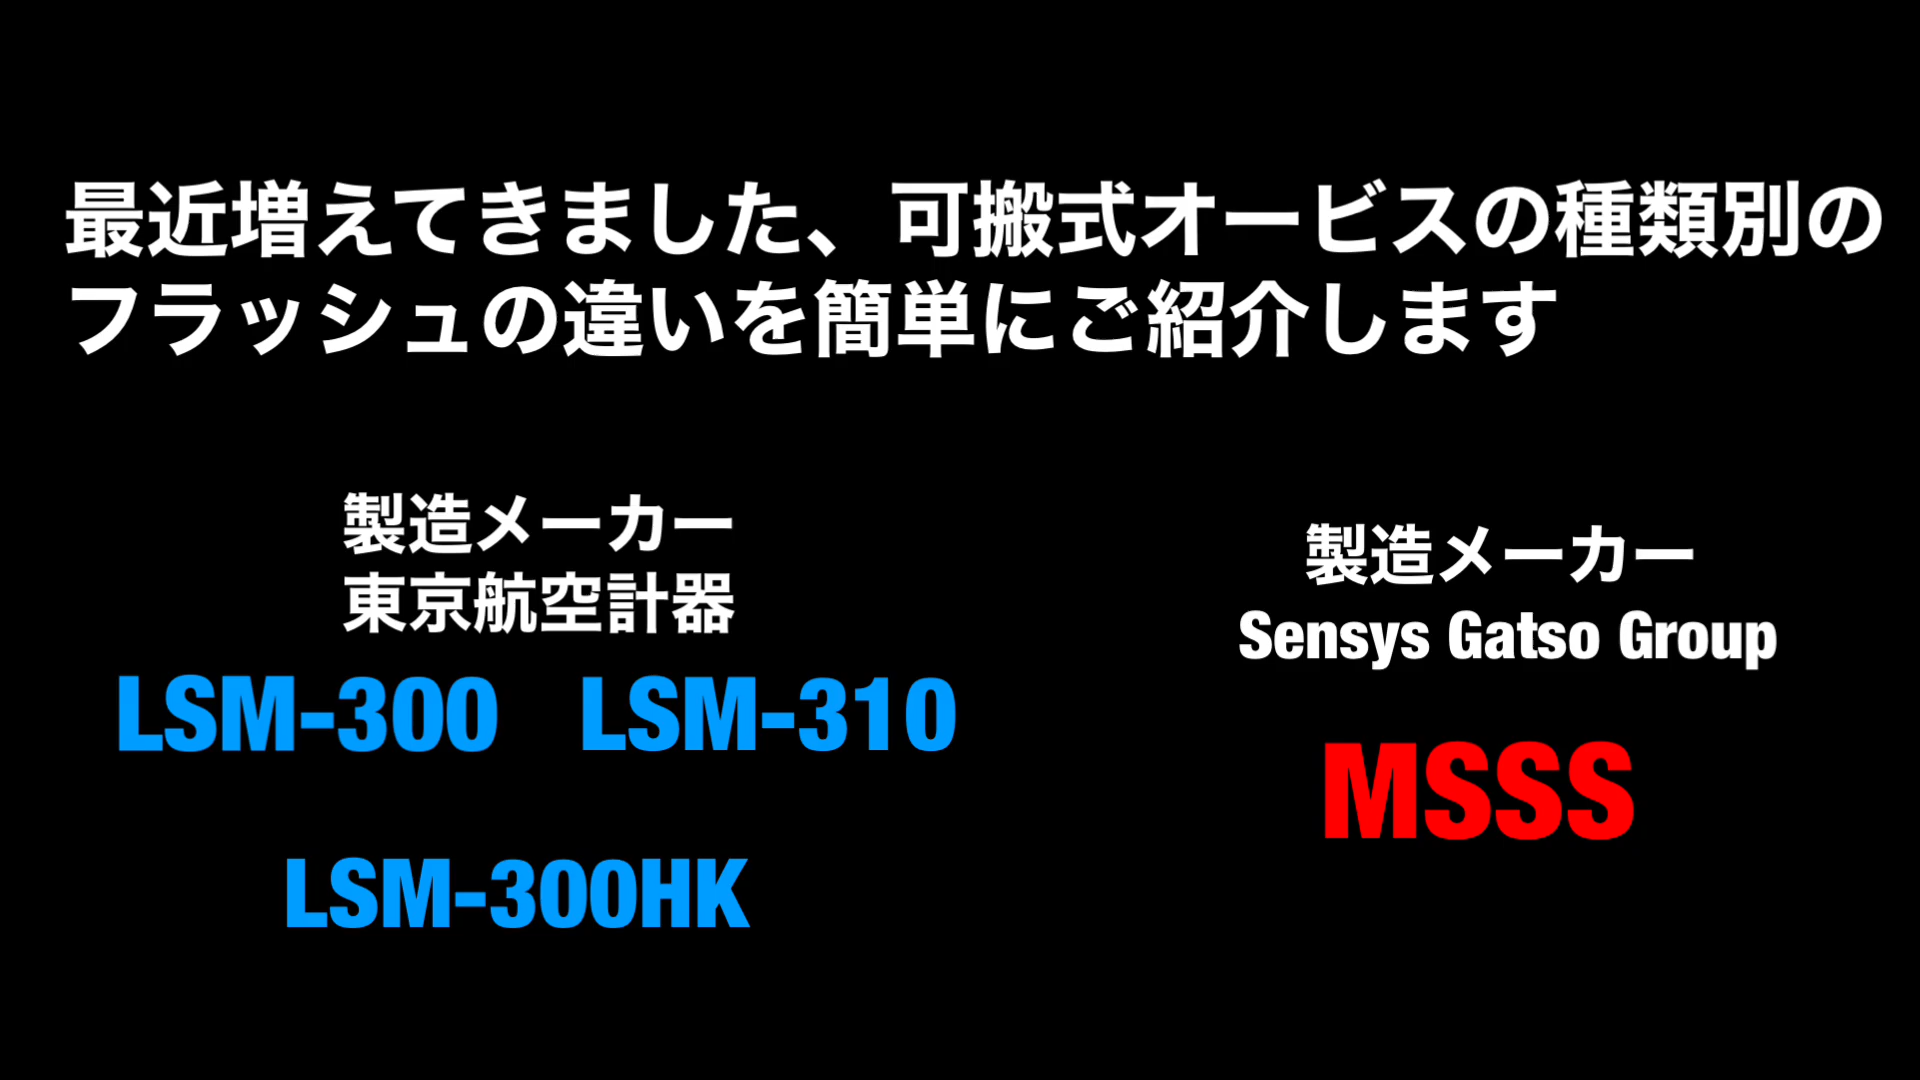 最近増えてきました、可搬式オービスの種類別の
フラッシュの違いを簡単にご紹介します
製造メーカー
東京航空計器
LSM-300 LSM-310
LSM-300HK
製造メーカー
Sensys Gatso Group
MSSS